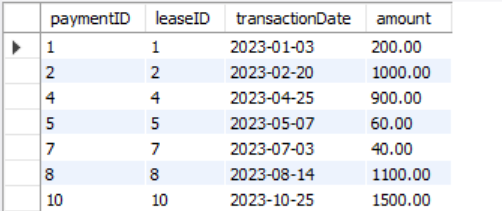 paymentID leaseID transactionDate amount
1 1 2023-01-03 200.00
2 2 2023-02-20 1000.00
4 4 2023-04-25 900.00
5 5 2023-05-07 60.00
7 7 2023-07-03 40.00
8 8 2023-08-14 1100.00
10 10 2023-10-25 1500.00